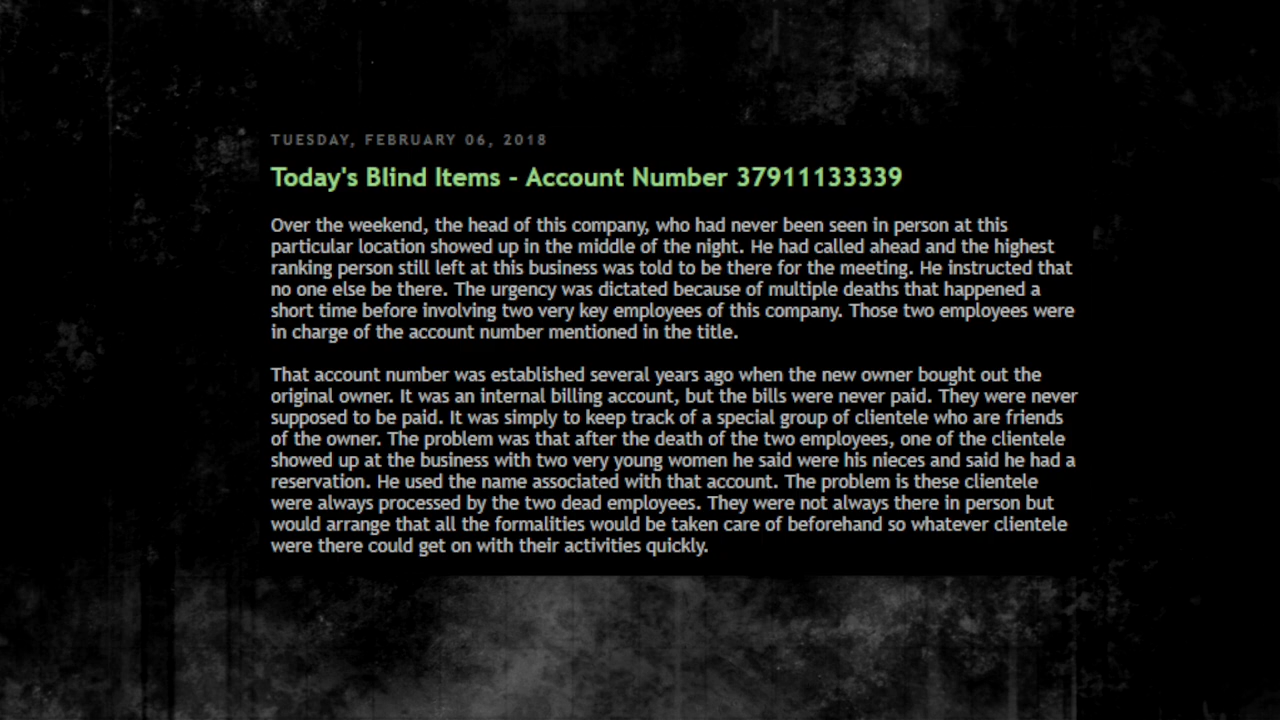 TUESDAY, FEBRUARY 06, 2018
Today's Blind Items - Account Number 37911133339
Over the weekend, the head of this company, who had never been seen in person at this
particular location showed up in the middle of the night. He had called ahead and the highest
ranking person still left at this business was told to be there for the meeting. He instructed that
no one else be there. The urgency was dictated because of multiple deaths that happened a
short time before involving two very key employees of this company. Those two employees were
in charge of the account number mentioned in the title.
That account number was established several years ago when the new owner bought out the
original owner. It was an internal billing account, but the bills were never paid. They were never
supposed to be paid. It was simply to keep track of a special group of clientele who are friends
of the owner. The problem was that after the death of the two employees, one of the clientele
showed up at the business with two very young women he said were his nieces and said he had a
reservation. He used the name associated with that account. The problem is these clientele
were always processed by the two dead employees. They were not always there in person but
would arrange that all the formalities would be taken care of beforehand so whatever clientele
were there could get on with their activities quickly.